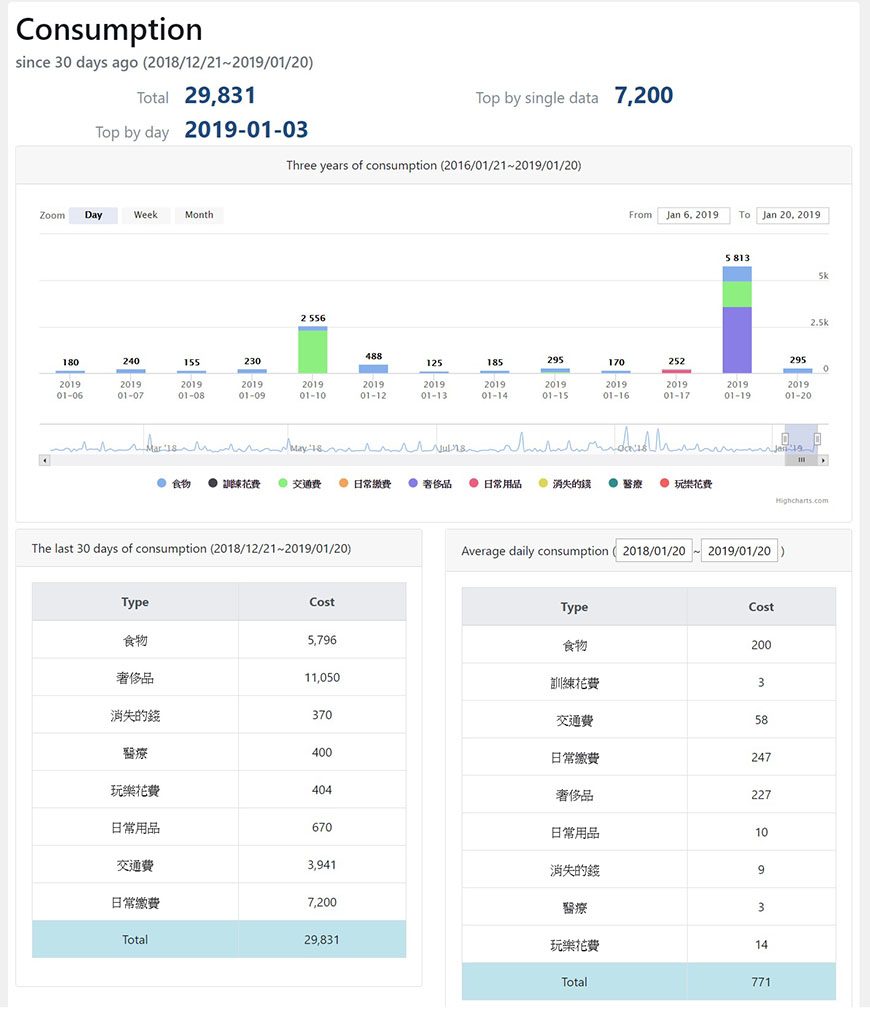 Consumption
since 30 days ago (2018/12/21~2019/01/20)
Total 29,831 Top by single data 7,200
Top by day 2019-01-03
Three years of consumption (2016/01/21~2019/01/20)
Zoom Day Week Month From Jan 6, 2019 To Jan 20, 2019
5 813
5k
2 556
2.5k
180 240 155 230 488 125 185 295 170 252 295 0
2019 2019 2019 2019 2019 2019 2019 2019 2019 2019 2019 2019 2019
01-06 01-07 01-08 01-09 01-10 01-12 01-13 01-14 01-15 01-16 01-17 01-19 01-20
Mar '18 May '18 Jul '18 Oct '18 Jan '19
食物 訓練花費 交通費 日常繳費 奢侈品 日常用品 消失的錢 醫療 玩樂花費
Highcharts.com
The last 30 days of consumption (2018/12/21~2019/01/20)
Type Cost
食物 5,796
奢侈品 11,050
消失的錢 370
醫療 400
玩樂花費 404
日常用品 670
交通費 3,941
日常繳費 7,200
Total 29,831
Average daily consumption ( 2018/01/20 ~ 2019/01/20 )
Type Cost
食物 200
訓練花費 3
交通費 58
日常繳費 247
奢侈品 227
日常用品 10
消失的錢 9
醫療 3
玩樂花費 14
Total 771